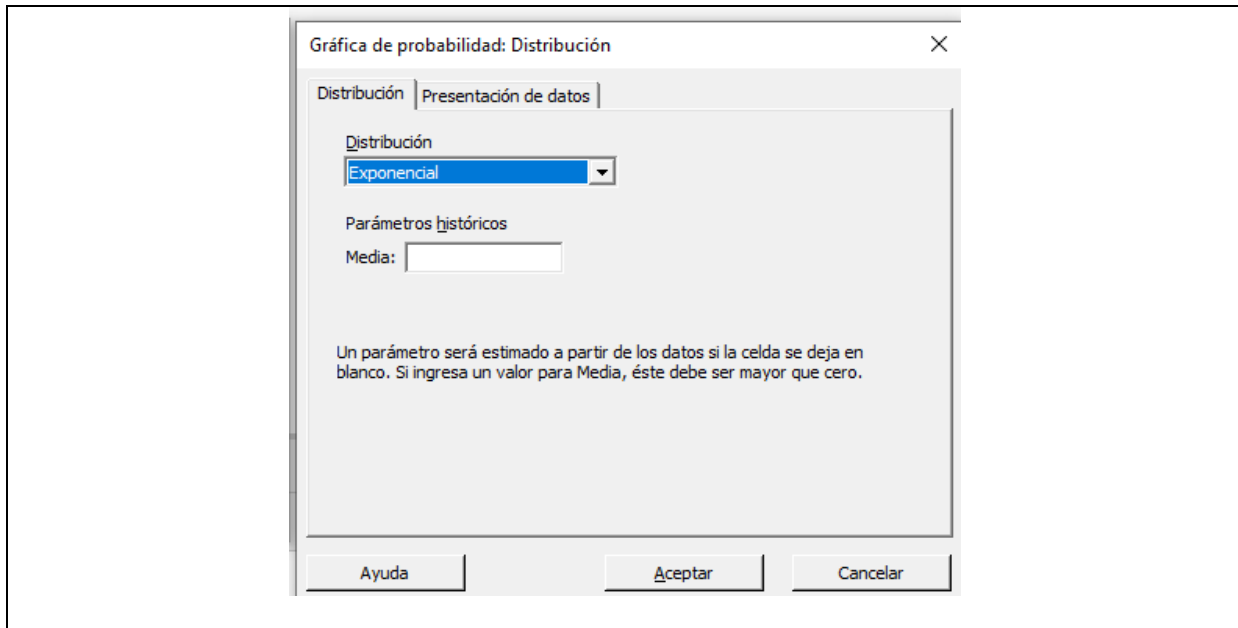 Gráfica de probabilidad: Distribución
Distribución Presentación de datos
Distribución
Exponencial
Parámetros históricos
Media:
Un parámetro será estimado a partir de los datos si la celda se deja en
blanco. Si ingresa un valor para Media, éste debe ser mayor que cero.
Ayuda Aceptar Cancelar